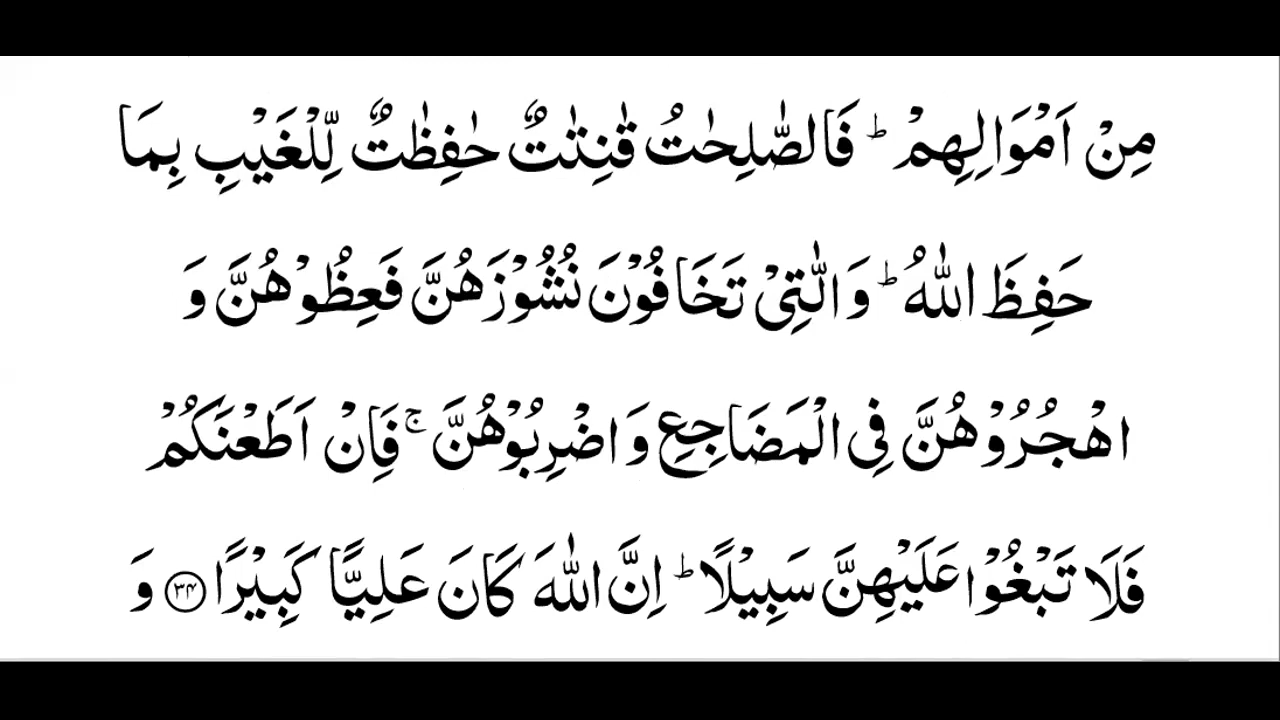 مِنْ اَمْوَالِهِمْ ؕ فَالصّٰلِحٰتُ قٰنِتٰتٌ حٰفِظٰتٌ لِّلْغَيْبِ بِمَا
حَفِظَ اللّٰهُ ؕ وَالّٰتِيْ تَخَافُوْنَ نُشُوْزَهُنَّ فَعِظُوْهُنَّ وَ
اهْجُرُوْهُنَّ فِي الْمَضَاجِعِ وَاضْرِبُوْهُنَّ ۚ فَاِنْ اَطَعْنَكُمْ
فَلَا تَبْغُوْا عَلَيْهِنَّ سَبِيْلًا ؕ اِنَّ اللّٰهَ كَانَ عَلِيًّا كَبِيْرًا ۝۳۴ وَ